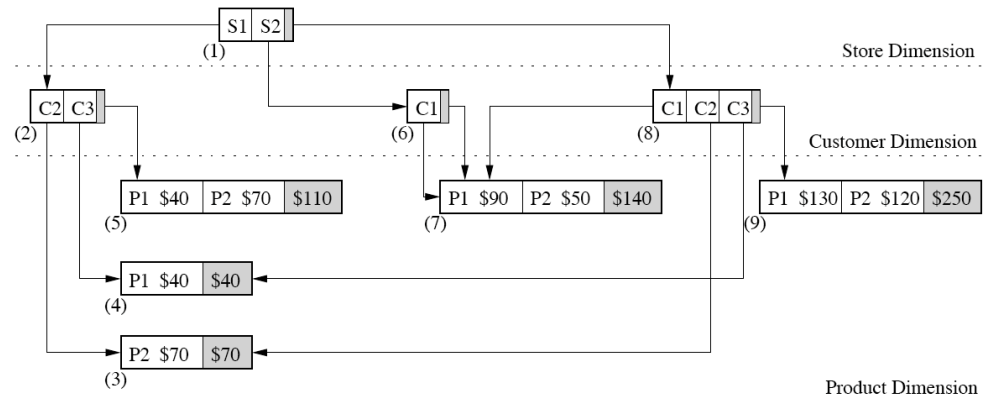 S1 S2
(1)
Store Dimension
C2 C3
(2)
C1
(6)
C1 C2 C3
(8)
Customer Dimension
P1 $40 P2 $70 $110
(5)
P1 $90 P2 $50 $140
(7)
P1 $130 P2 $120 $250
(9)
P1 $40 $40
(4)
P2 $70 $70
(3)
Product Dimension